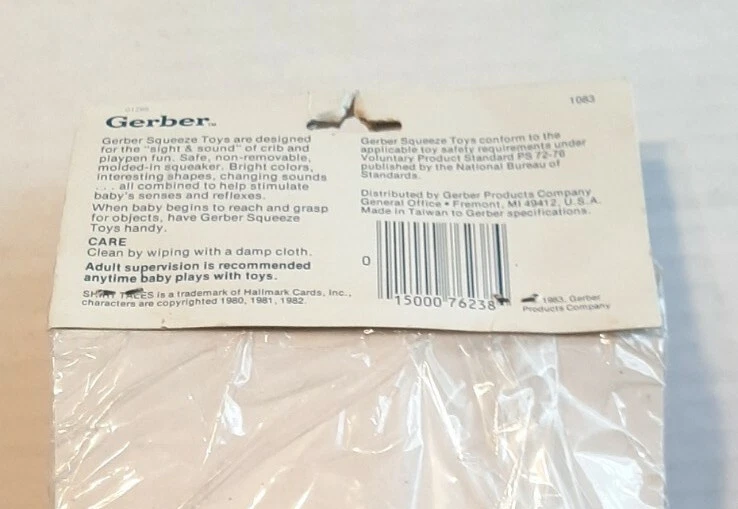 Gerber™
Gerber Squeeze Toys are designed
for the "sight & sound" of crib and
playpen fun. Safe, non-removable,
molded-in squeaker. Bright colors,
interesting shapes, changing sounds
... all combined to help stimulate
baby's senses and reflexes.
When baby begins to reach and grasp
for objects, have Gerber Squeeze
Toys handy.
CARE
Clean by wiping with a damp cloth.
Adult supervision is recommended
anytime baby plays with toys.
SHIRT TALES is a trademark of Hallmark Cards, Inc.,
characters are copyrighted 1980, 1981, 1982.
1083
Gerber Squeeze Toys conform to the
applicable toy safety requirements under
Voluntary Product Standard PS 72-76
published by the National Bureau of
Standards.
Distributed by Gerber Products Company
General Office • Fremont, MI 49412, U.S.A.
Made in Taiwan to Gerber specifications.
0
15000 76238
1983, Gerber
Products Company